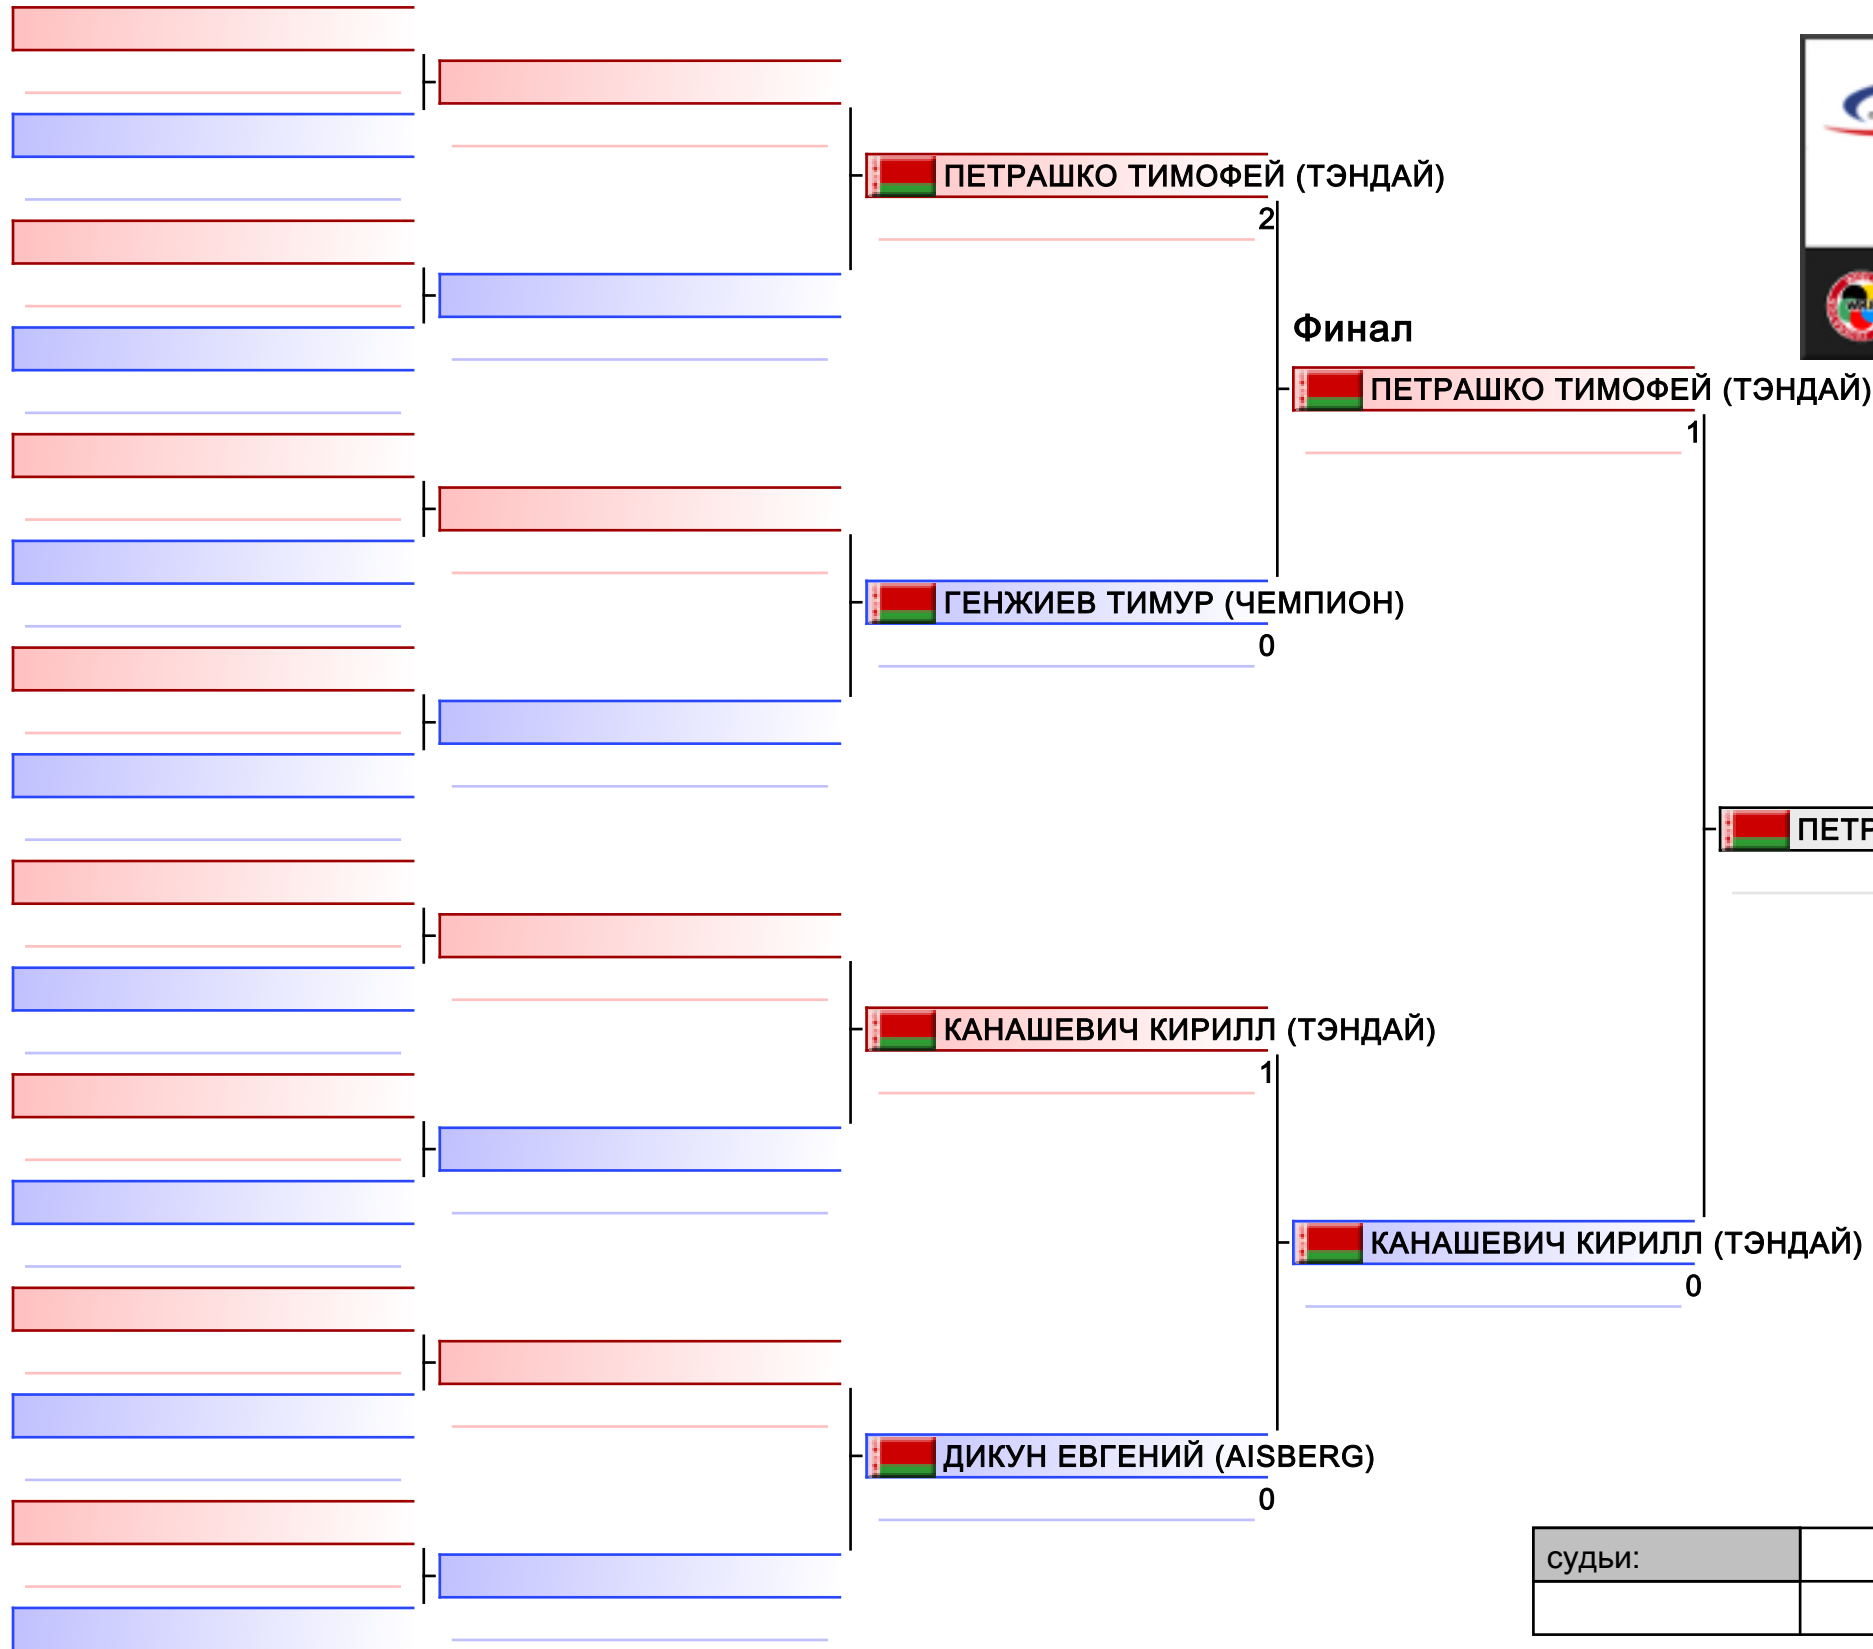 ПЕТРАШКО ТИМОФЕЙ (ТЭНДАЙ)
2
Финал
ПЕТРАШКО ТИМОФЕЙ (ТЭНДАЙ)
1
ГЕНЖИЕВ ТИМУР (ЧЕМПИОН)
0
ПЕТР
КАНАШЕВИЧ КИРИЛЛ (ТЭНДАЙ)
1
КАНАШЕВИЧ КИРИЛЛ (ТЭНДАЙ)
0
ДИКУН ЕВГЕНИЙ (AISBERG)
0
судьи: